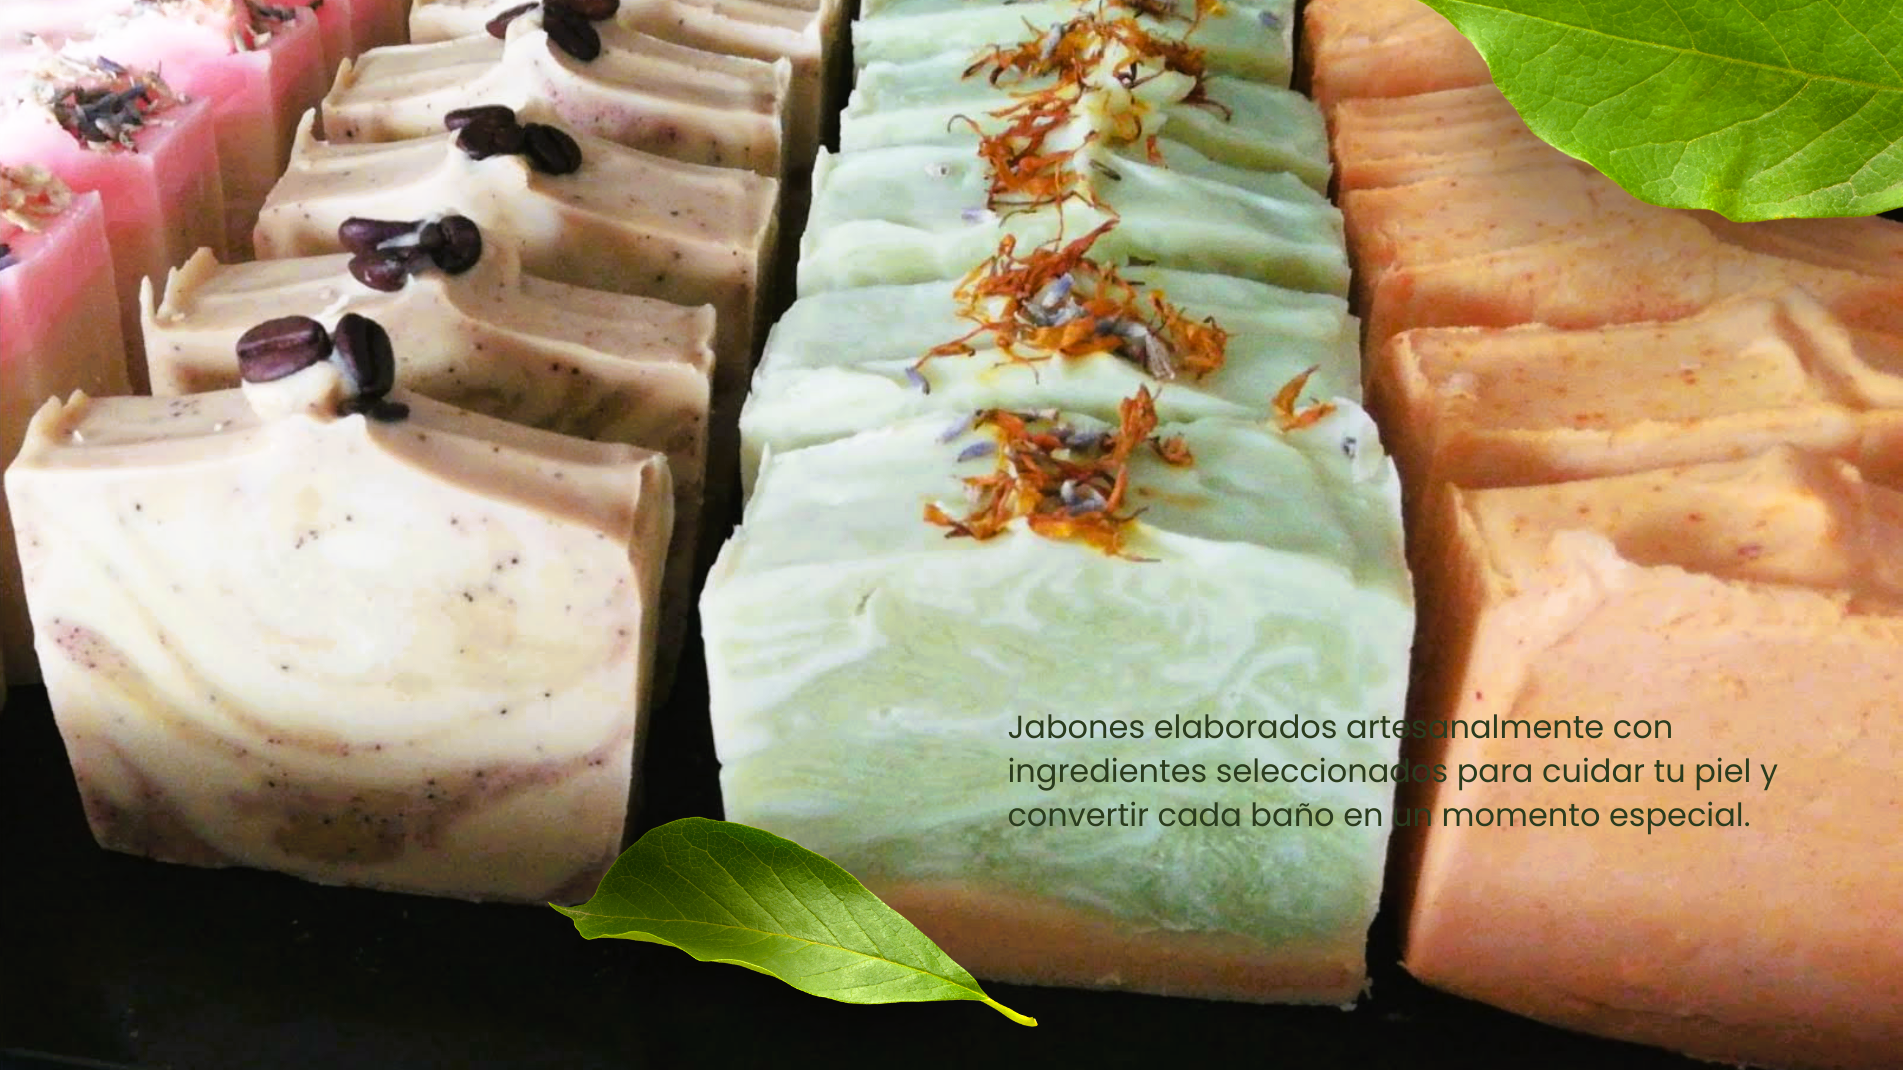 Jabones elaborados artesanalmente con
ingredientes seleccionados para cuidar tu piel y
convertir cada baño en un momento especial.